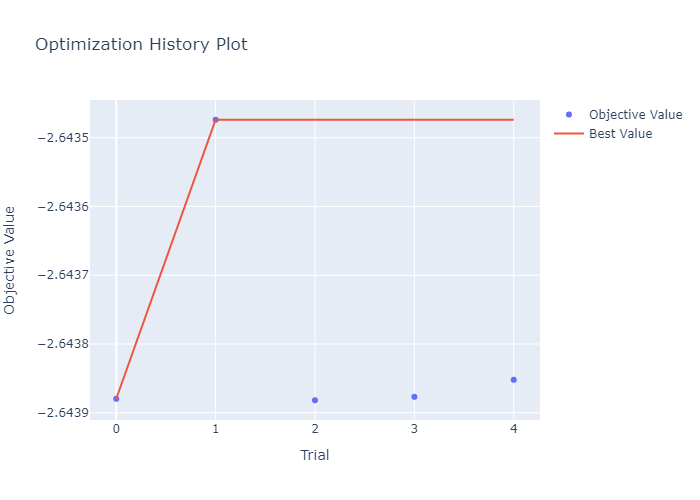 Optimization History Plot
Objective Value
Best Value
−2.6435
−2.6436
−2.6437
−2.6438
−2.6439
Objective Value
0 1 2 3 4
Trial